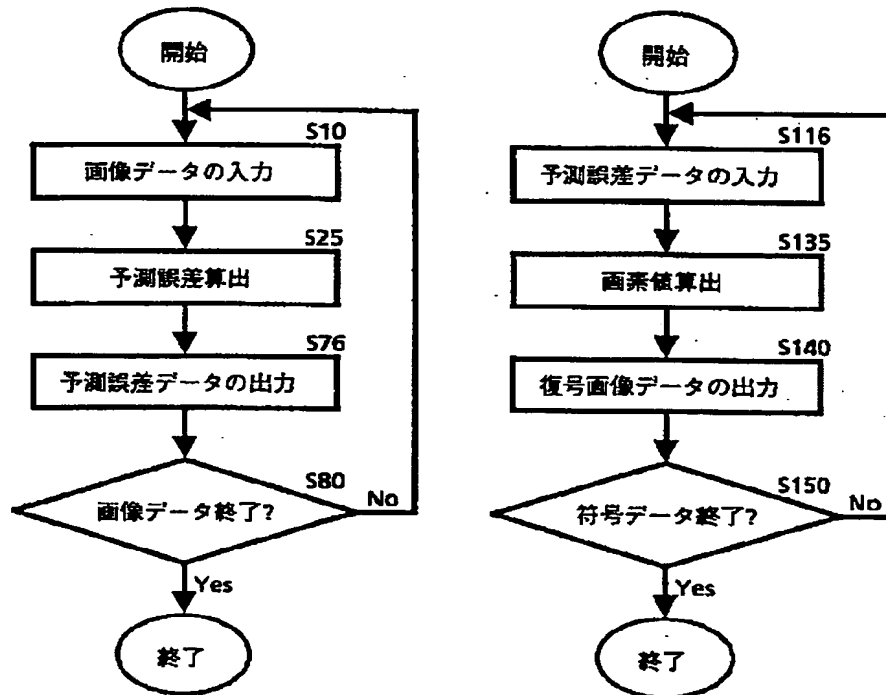 開始
S10
画像データの入力
S25
予測誤差算出
S76
予測誤差データの出力
S80
画像データ終了?
No
Yes
終了
開始
S116
予測誤差データの入力
S135
画素値算出
S140
復号画像データの出力
S150
符号データ終了?
No
Yes
終了